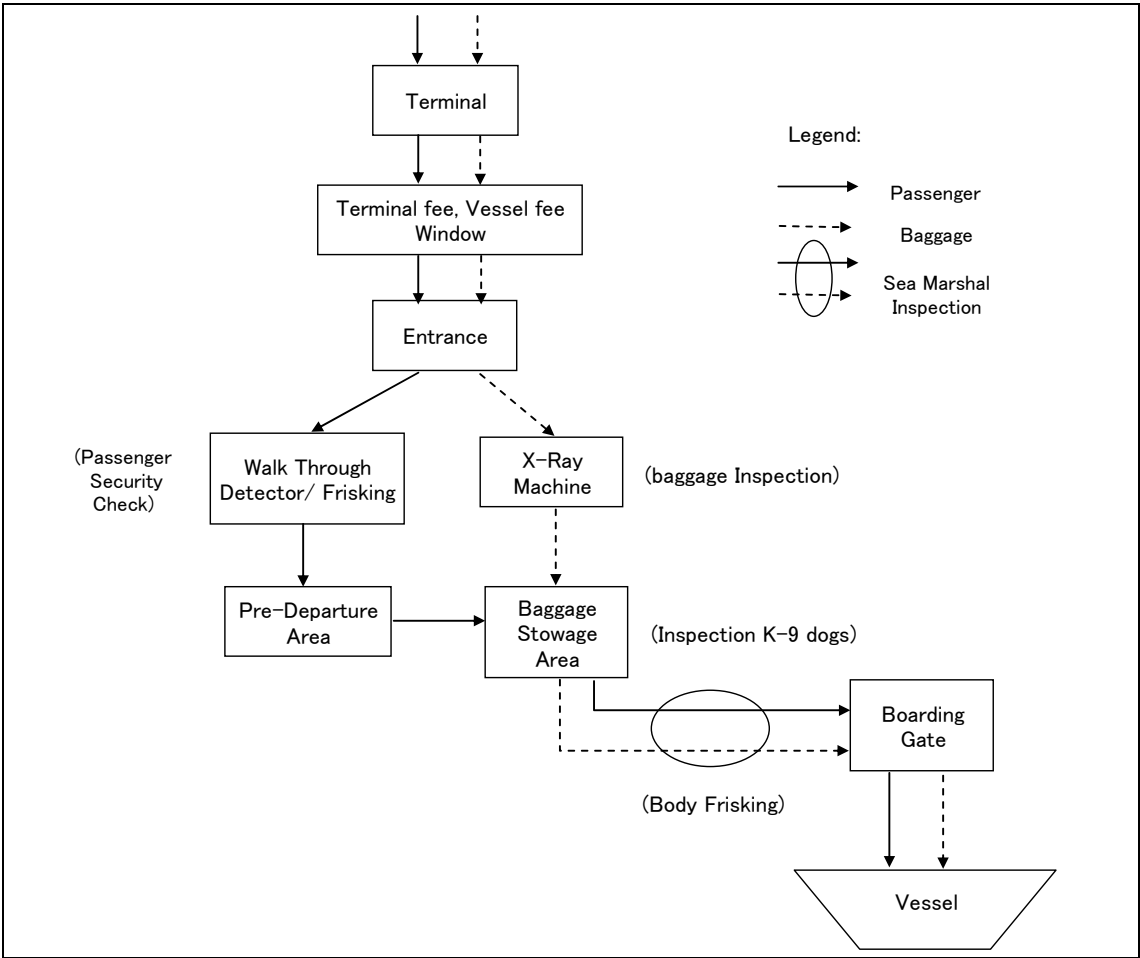 Terminal
Legend:
Passenger
Terminal fee, Vessel fee
Window
Baggage
Sea Marshal
Inspection
Entrance
(Passenger
Security
Check)
Walk Through
Detector/ Frisking
X-Ray
Machine
(baggage Inspection)
Pre-Departure
Area
Baggage
Stowage
Area
(Inspection K-9 dogs)
Boarding
Gate
(Body Frisking)
Vessel